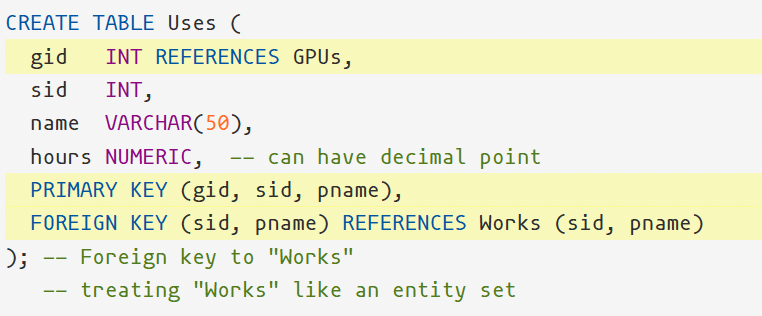 CREATE TABLE Uses (
gid INT REFERENCES GPUs,
sid INT,
name VARCHAR(50),
hours NUMERIC, -- can have decimal point
PRIMARY KEY (gid, sid, pname),
FOREIGN KEY (sid, pname) REFERENCES Works (sid, pname)
); -- Foreign key to "Works"
-- treating "Works" like an entity set